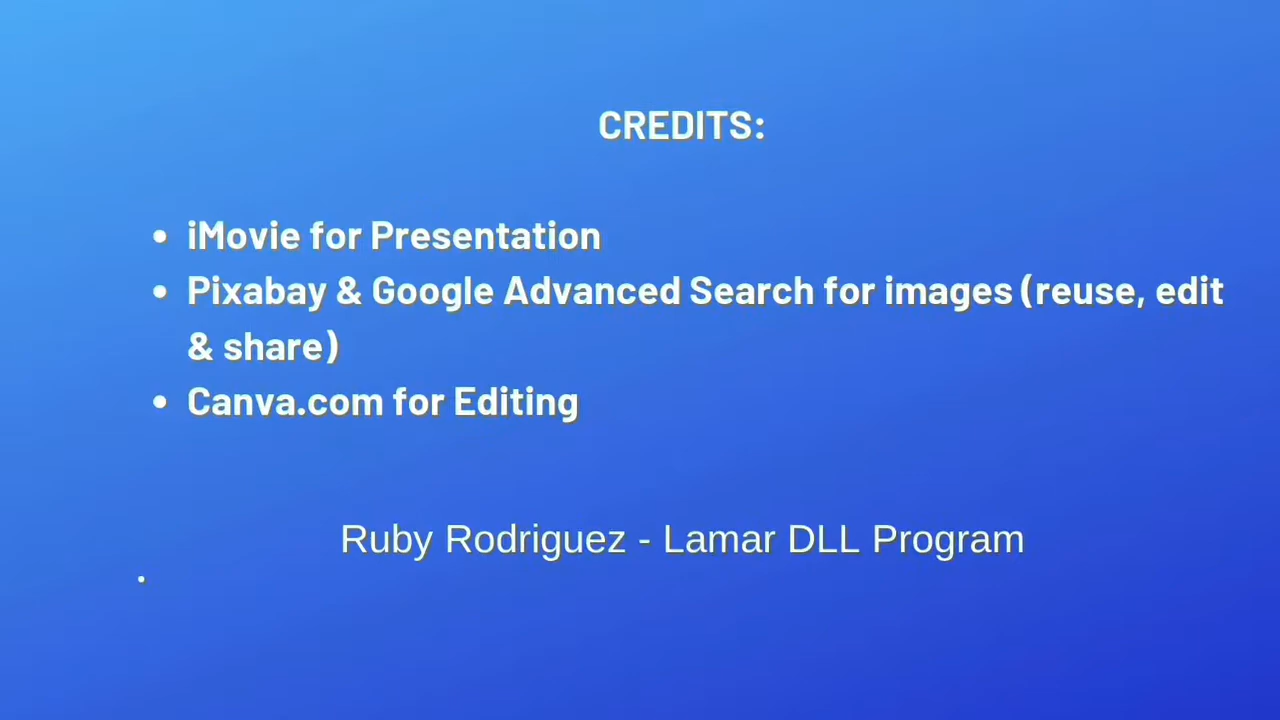 CREDITS:
• iMovie for Presentation
• Pixabay & Google Advanced Search for images (reuse, edit
& share)
• Canva.com for Editing
Ruby Rodriguez - Lamar DLL Program
•